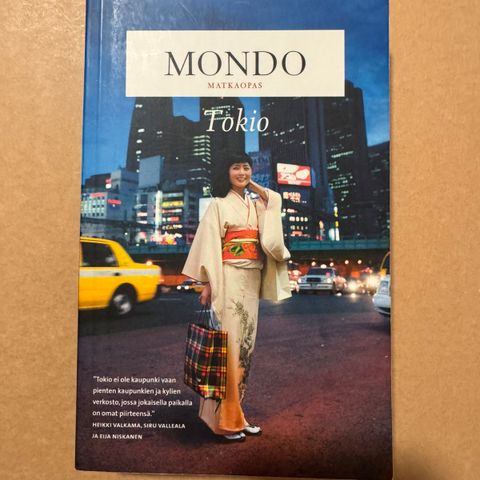 MONDO
MATKAOPAS
Tokio
"Tokio ei ole kaupunki vaan
pienten kaupunkien ja kylien
verkosto, jossa jokaisella paikalla
on omat piirteensä."
HEIKKI VALKAMA, SIRU VALLEALA
JA EIJA NISKANEN